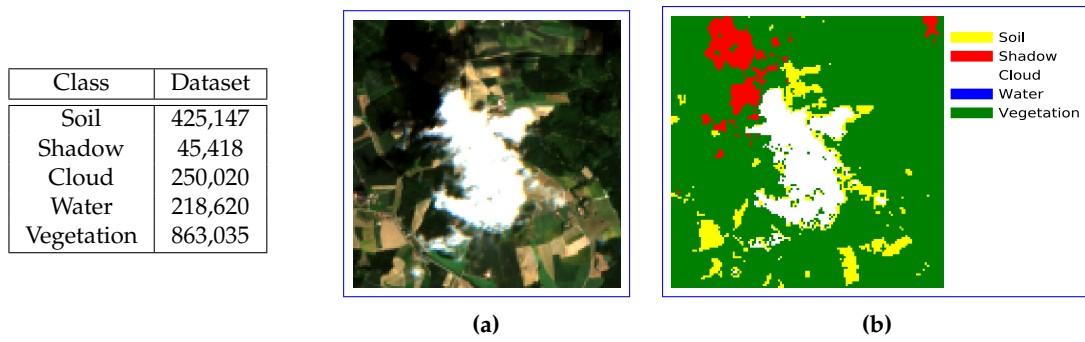 Class Dataset
Soil 425,147
Shadow 45,418
Cloud 250,020
Water 218,620
Vegetation 863,035
Soil
Shadow
Cloud
Water
Vegetation
(a)
(b)